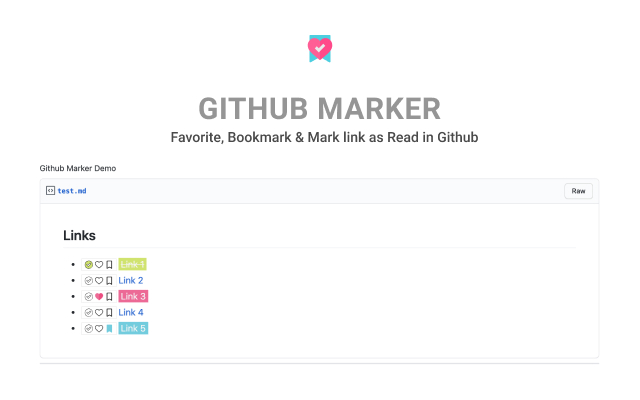 GITHUB MARKER
Favorite, Bookmark & Mark link as Read in Github
Github Marker Demo
test.md
Raw
Links
Link 1
Link 2
Link 3
Link 4
Link 5